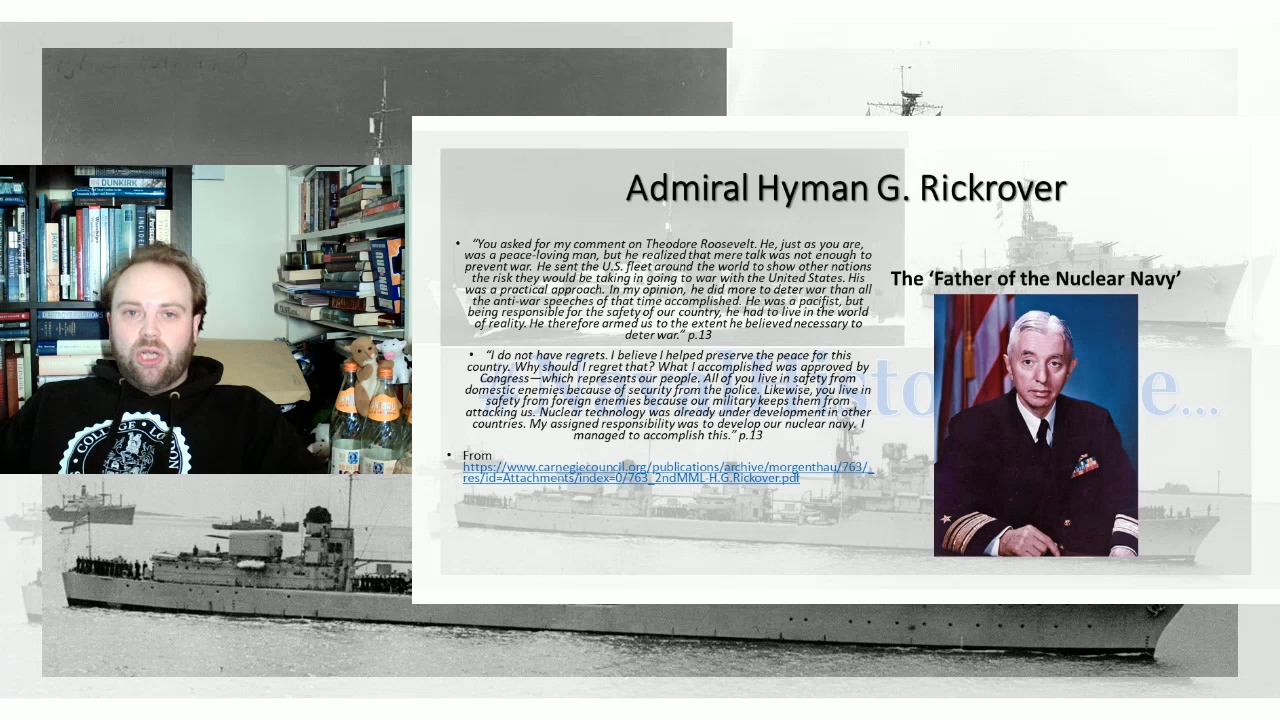 Admiral Hyman G. Rickrover
• “You asked for my comment on Theodore Roosevelt. He, just as you are,
was a peace-loving man, but he realized that mere talk was not enough to
prevent war. He sent the U.S. fleet around the world to show other nations
the risk they would be taking in going to war with the United States. His
was a practical approach. In my opinion, he did more to deter war than all
the anti-war speeches of that time accomplished. He was a pacifist, but
being responsible for the safety of our country, he had to live in the world
of reality. He therefore armed us to the extent he believed necessary to
deter war.” p.13
• “I do not have regrets. I believe I helped preserve the peace for this
country. Why should I regret that? What I accomplished was approved by
Congress—which represents our people. All of you live in safety from
domestic enemies because of security from the police. Likewise, you live in
safety from foreign enemies because our military keeps them from
attacking us. Nuclear technology was already under development in other
countries. My assigned responsibility was to develop our nuclear navy. I
managed to accomplish this.” p.13
• From
https://www.carnegiecouncil.org/publications/archive/morgenthau/763/_
res/id=Attachments/index=0/763_2ndMML-H.G.Rickover.pdf
The ‘Father of the Nuclear Navy’
DUNKIRK
COLLEGE